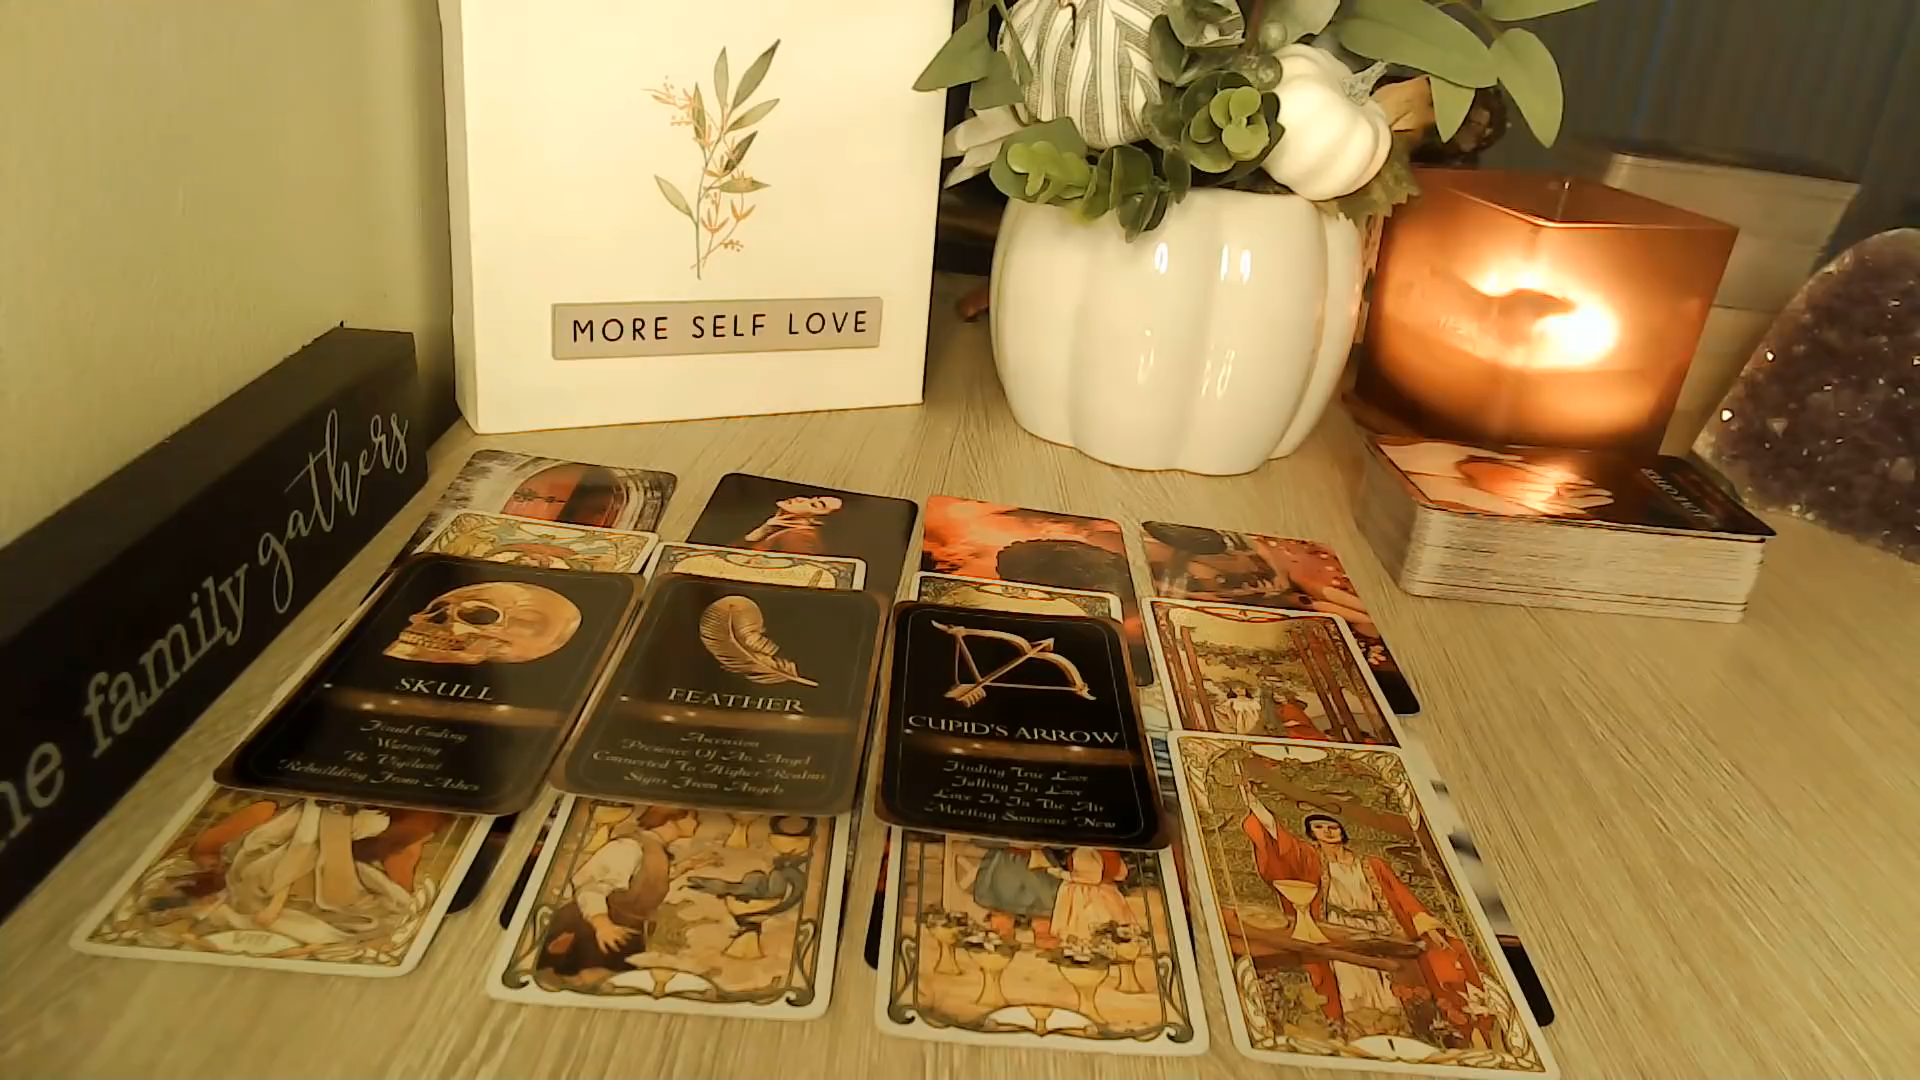 MORE SELF LOVE
he family gathers
SKULL
Final Ending
Warning
Be Vigilant
Rebuilding From Ashes
FEATHER
Ascension
Presence Of An Angel
Connected To Higher Realms
Signs From Angels
CUPID'S ARROW
Finding True Love
Falling In Love
Love Is In The Air
Meeting Someone New
VIII
I